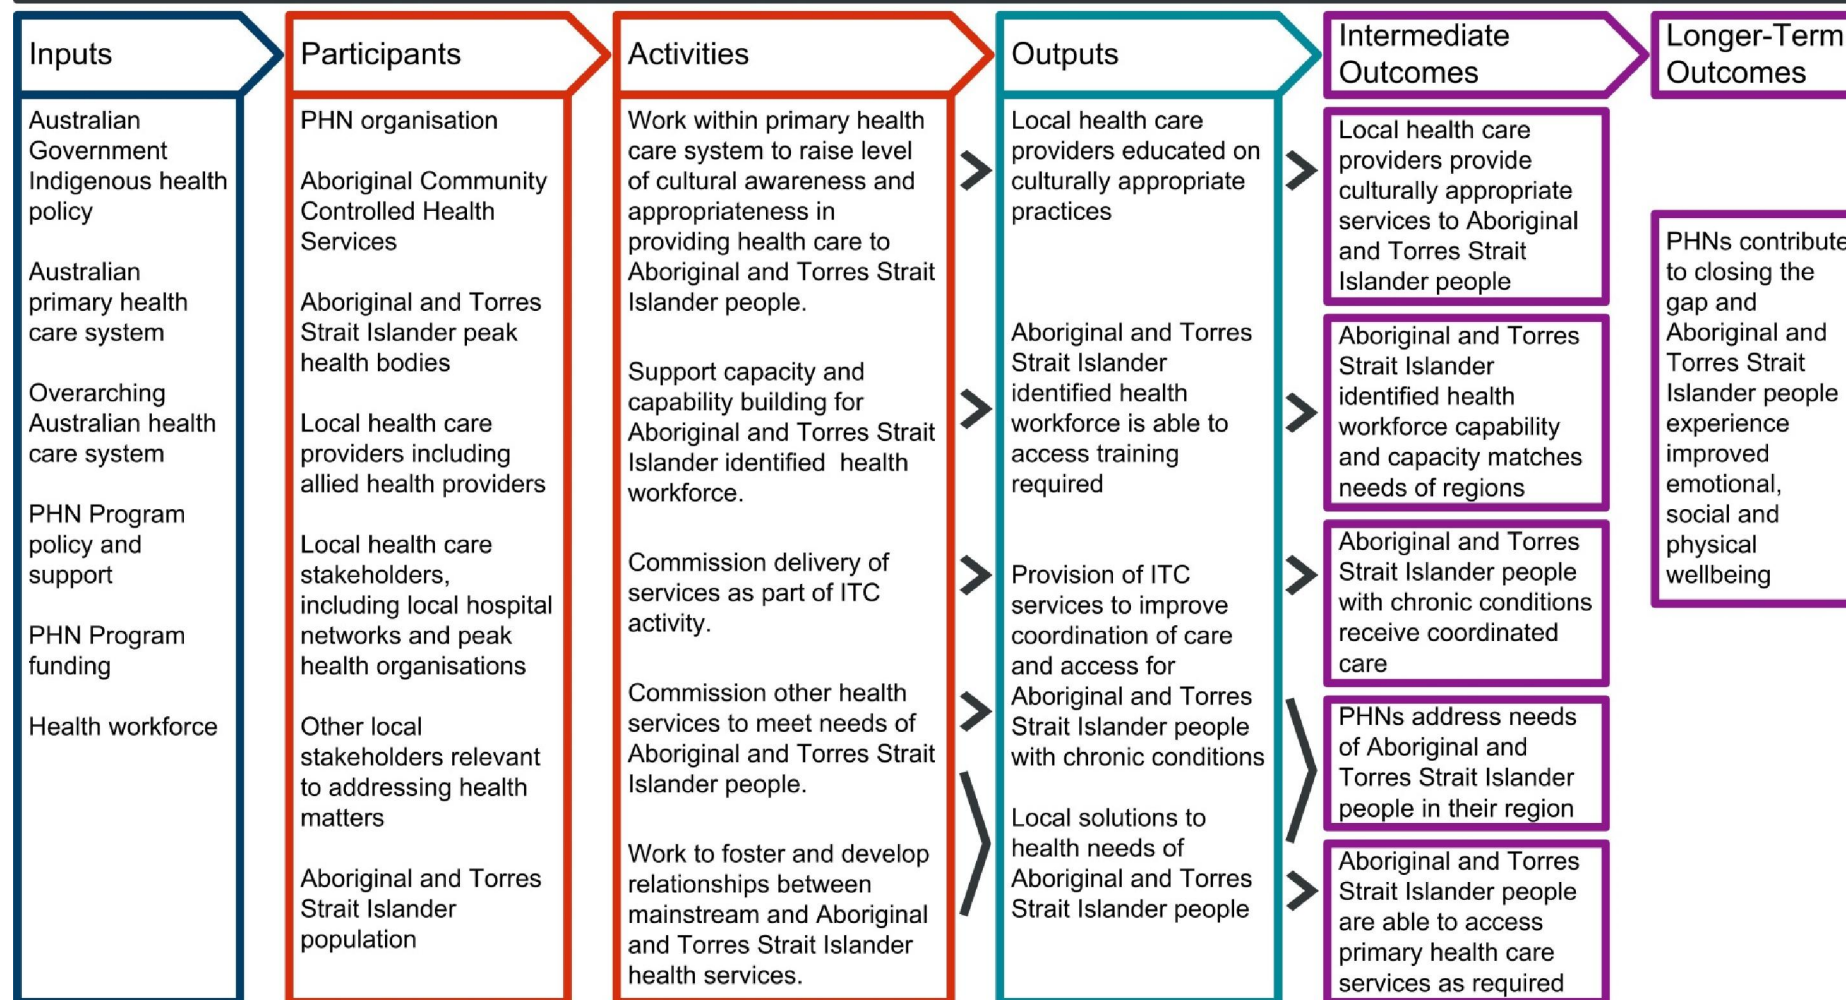 Inputs
Australian
Government
Indigenous health
policy
Australian
primary health
care system
Overarching
Australian health
care system
PHN Program
policy and
support
PHN Program
funding
Health workforce
Participants
PHN organisation
Aboriginal Community
Controlled Health
Services
Aboriginal and Torres
Strait Islander peak
health bodies
Local health care
providers including
allied health providers
Local health care
stakeholders,
including local hospital
networks and peak
health organisations
Other local
stakeholders relevant
to addressing health
matters
Aboriginal and Torres
Strait Islander
population
Activities
Work within primary health
care system to raise level
of cultural awareness and
appropriateness in
providing health care to
Aboriginal and Torres Strait
Islander people.
Support capacity and
capability building for
Aboriginal and Torres Strait
Islander identified health
workforce.
Commission delivery of
services as part of ITC
activity.
Commission other health
services to meet needs of
Aboriginal and Torres Strait
Islander people.
Work to foster and develop
relationships between
mainstream and Aboriginal
and Torres Strait Islander
health services.
Outputs
Local health care
providers educated on
culturally appropriate
practices
Aboriginal and Torres
Strait Islander
identified health
workforce is able to
access training
required
Provision of ITC
services to improve
coordination of care
and access for
Aboriginal and Torres
Strait Islander people
with chronic conditions
Local solutions to
health needs of
Aboriginal and Torres
Strait Islander people
Intermediate
Outcomes
Local health care
providers provide
culturally appropriate
services to Aboriginal
and Torres Strait
Islander people
Aboriginal and Torres
Strait Islander
identified health
workforce capability
and capacity matches
needs of regions
Aboriginal and Torres
Strait Islander people
with chronic conditions
receive coordinated
care
PHNs address needs
of Aboriginal and
Torres Strait Islander
people in their region
Aboriginal and Torres
Strait Islander people
are able to access
primary health care
services as required
Longer-Term
Outcomes
PHNs contribute
to closing the
gap and
Aboriginal and
Torres Strait
Islander people
experience
improved
emotional,
social and
physical
wellbeing